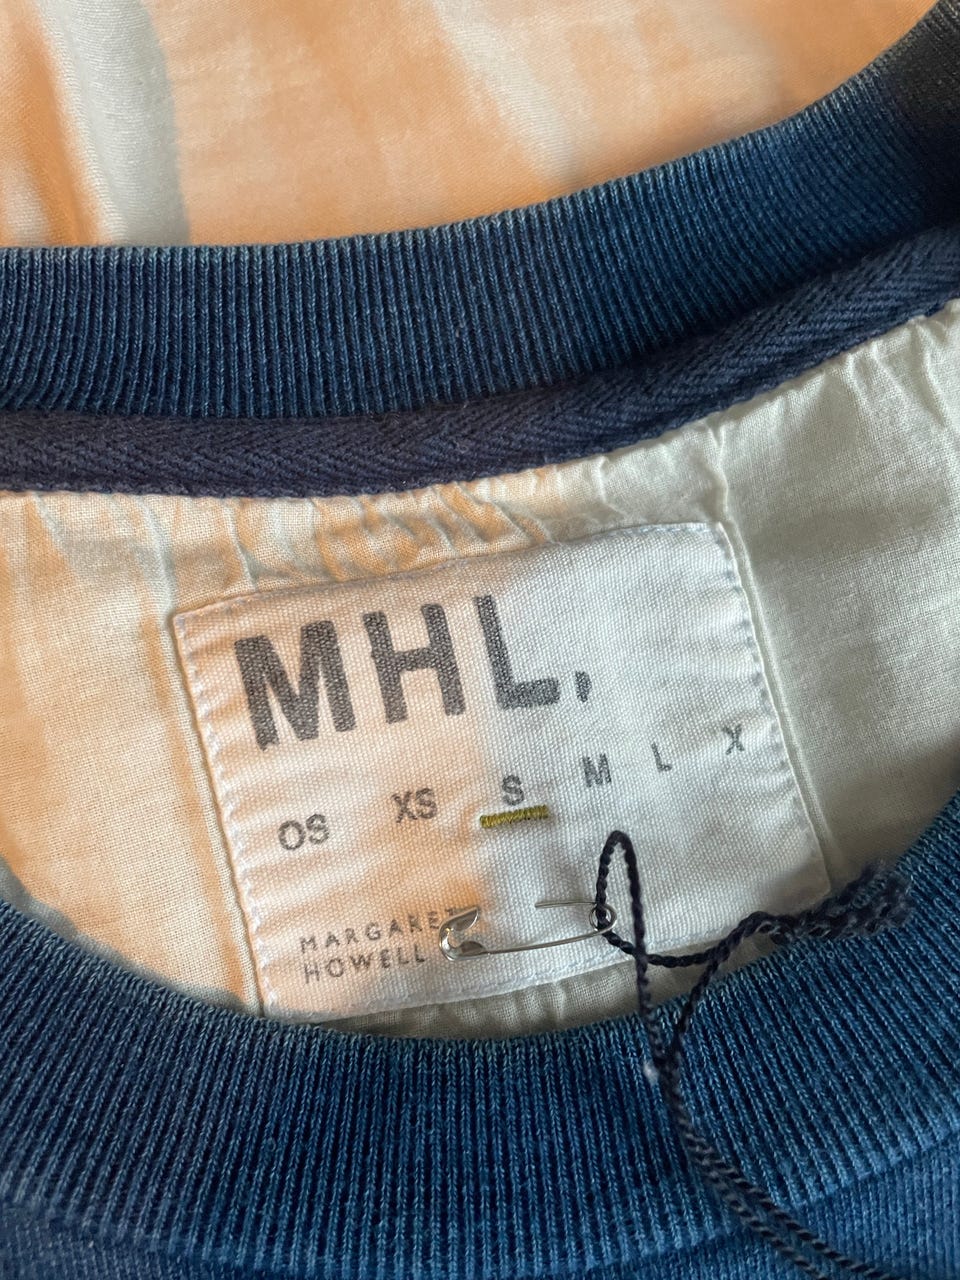 MHL.
OS XS S M L X
MARGARET
HOWELL